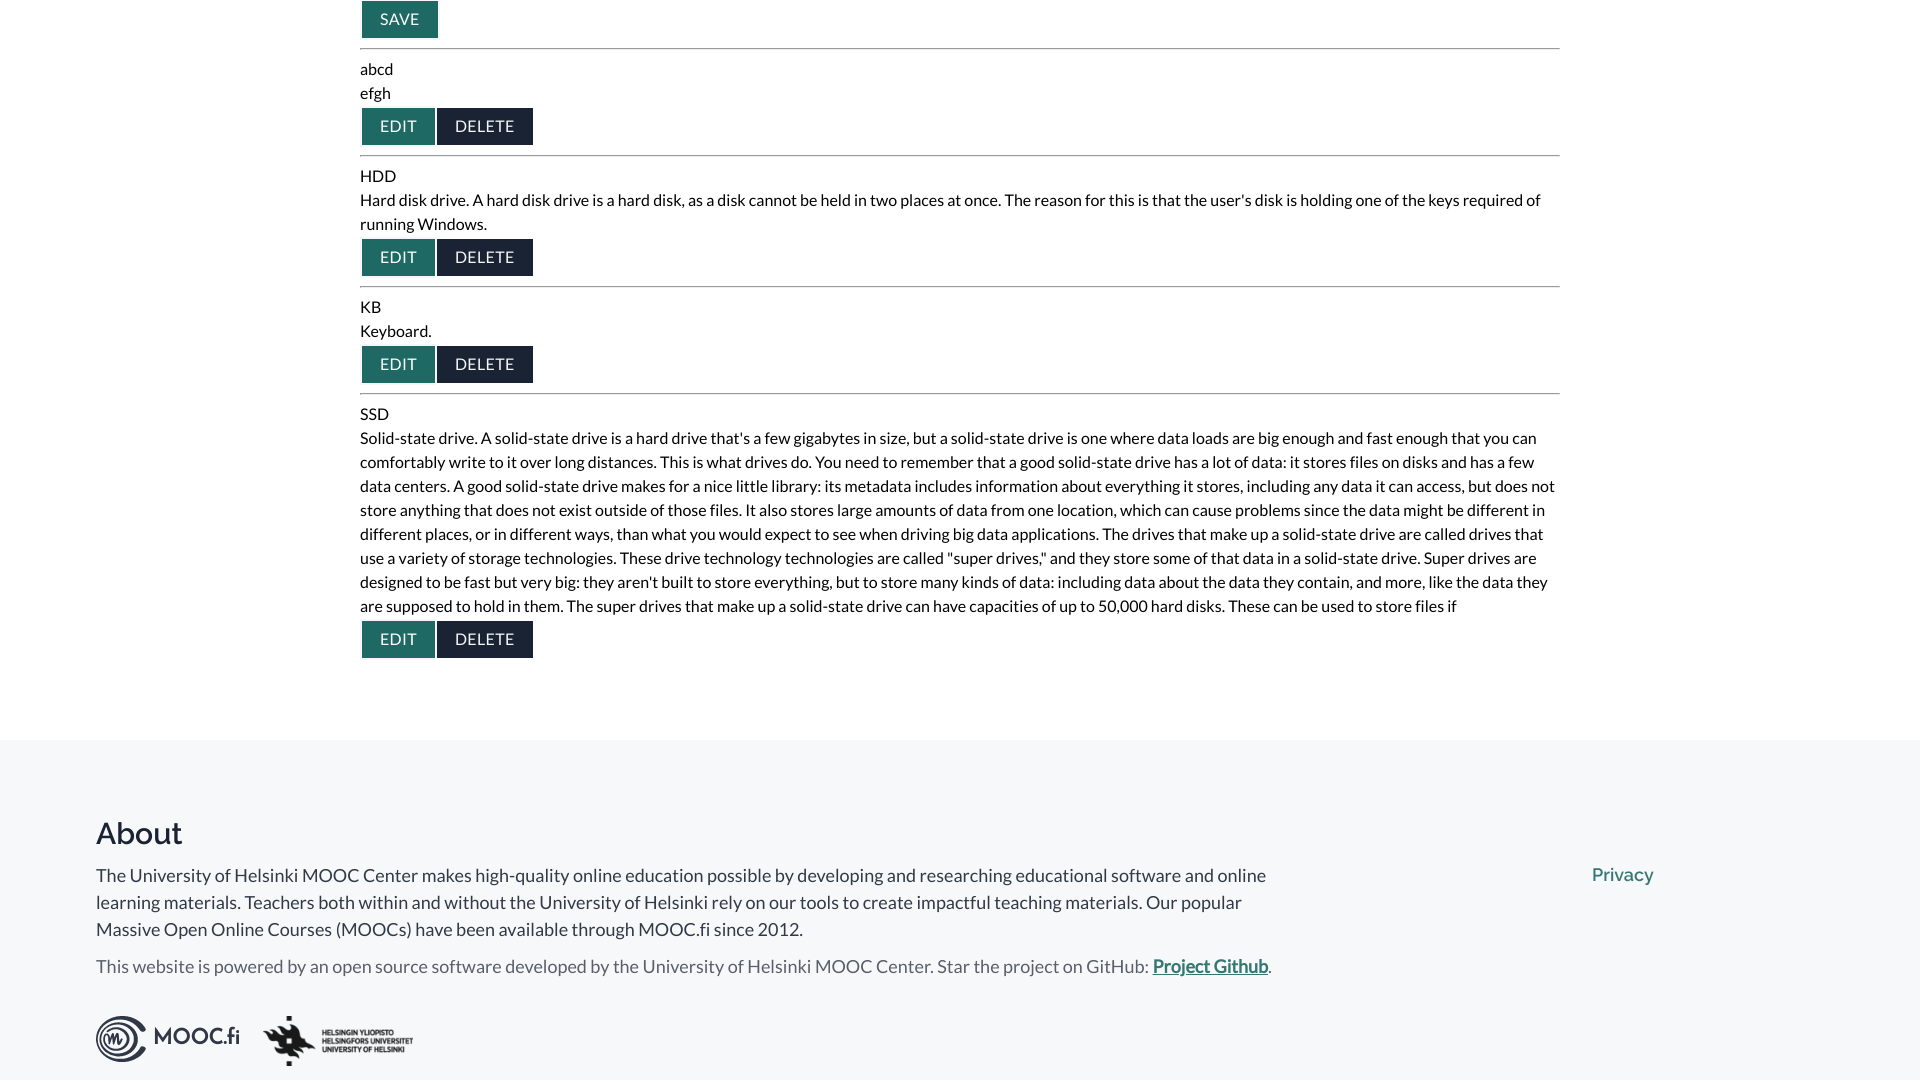 SAVE
abcd
efgh
EDIT DELETE
HDD
Hard disk drive. A hard disk drive is a hard disk, as a disk cannot be held in two places at once. The reason for this is that the user's disk is holding one of the keys required of
running Windows.
EDIT DELETE
KB
Keyboard.
EDIT DELETE
SSD
Solid-state drive. A solid-state drive is a hard drive that's a few gigabytes in size, but a solid-state drive is one where data loads are big enough and fast enough that you can
comfortably write to it over long distances. This is what drives do. You need to remember that a good solid-state drive has a lot of data: it stores files on disks and has a few
data centers. A good solid-state drive makes for a nice little library: its metadata includes information about everything it stores, including any data it can access, but does not
store anything that does not exist outside of those files. It also stores large amounts of data from one location, which can cause problems since the data might be different in
different places, or in different ways, than what you would expect to see when driving big data applications. The drives that make up a solid-state drive are called drives that
use a variety of storage technologies. These drive technology technologies are called "super drives," and they store some of that data in a solid-state drive. Super drives are
designed to be fast but very big: they aren't built to store everything, but to store many kinds of data: including data about the data they contain, and more, like the data they
are supposed to hold in them. The super drives that make up a solid-state drive can have capacities of up to 50,000 hard disks. These can be used to store files if
EDIT DELETE
About
The University of Helsinki MOOC Center makes high-quality online education possible by developing and researching educational software and online
learning materials. Teachers both within and without the University of Helsinki rely on our tools to create impactful teaching materials. Our popular
Massive Open Online Courses (MOOCs) have been available through MOOC.fi since 2012.
Privacy
This website is powered by an open source software developed by the University of Helsinki MOOC Center. Star the project on GitHub: Project Github.
MOOC.fi
HELSINGIN YLIOPISTO
HELSINGFORS UNIVERSITET
UNIVERSITY OF HELSINKI